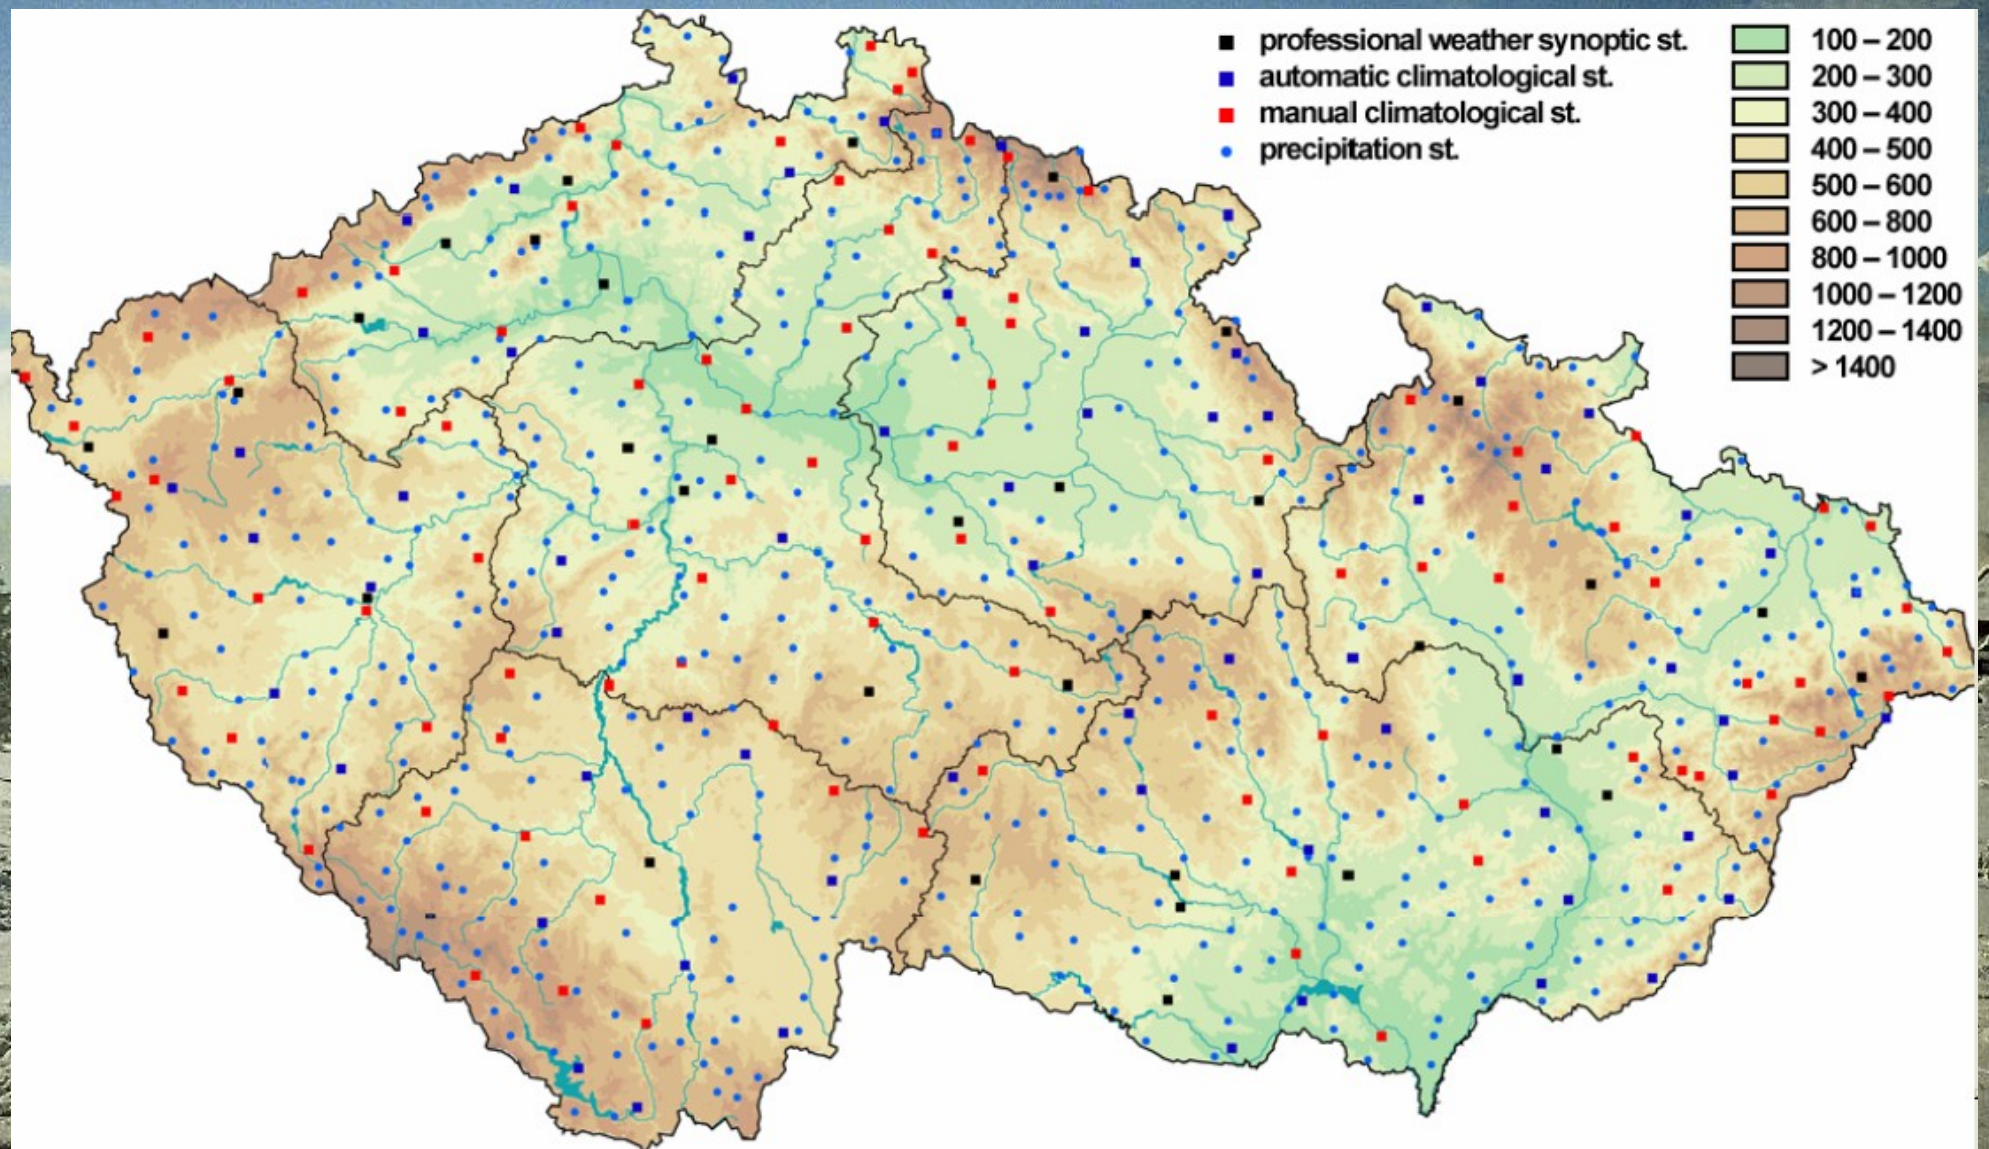 professional weather synoptic st.
automatic climatological st.
manual climatological st.
precipitation st.
100 – 200
200 – 300
300 – 400
400 – 500
500 – 600
600 – 800
800 – 1000
1000 – 1200
1200 – 1400
> 1400